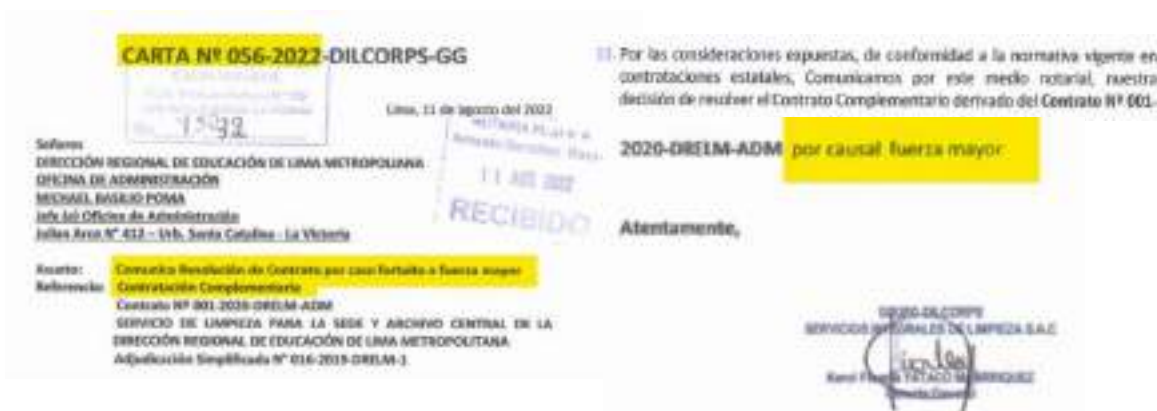 CARTA Nº 056-2022-DILCORPS-GG
Lima, 11 de agosto del 2022
Señores
DIRECCIÓN REGIONAL DE EDUCACIÓN DE LIMA METROPOLITANA
OFICINA DE ADMINISTRACIÓN
MICHAEL BASILIO POMA
Jefe (e) Oficina de Administración
Julian Arce N° 412 – Urb. Santa Catalina - La Victoria
11 AGO 2022
RECIBIDO
Asunto: Comunica Resolución de Contrato por caso fortuito o fuerza mayor
Referencia: Contratación Complementaria
Contrato Nº 001-2020-DRELM-ADM
SERVICIO DE LIMPIEZA PARA LA SEDE Y ARCHIVO CENTRAL DE LA
DIRECCIÓN REGIONAL DE EDUCACIÓN DE LIMA METROPOLITANA
Adjudicación Simplificada N° 016-2019-DRELM-1
Por las consideraciones expuestas, de conformidad a la normativa vigente en
contrataciones estatales, Comunicamos por este medio notarial, nuestra
decisión de resolver el Contrato Complementario derivado del Contrato Nº 001-
2020-DRELM-ADM por causal fuerza mayor
Atentamente,
DILCORPS
SERVICIOS INTEGRALES DE LIMPIEZA S.A.C
Gerente General